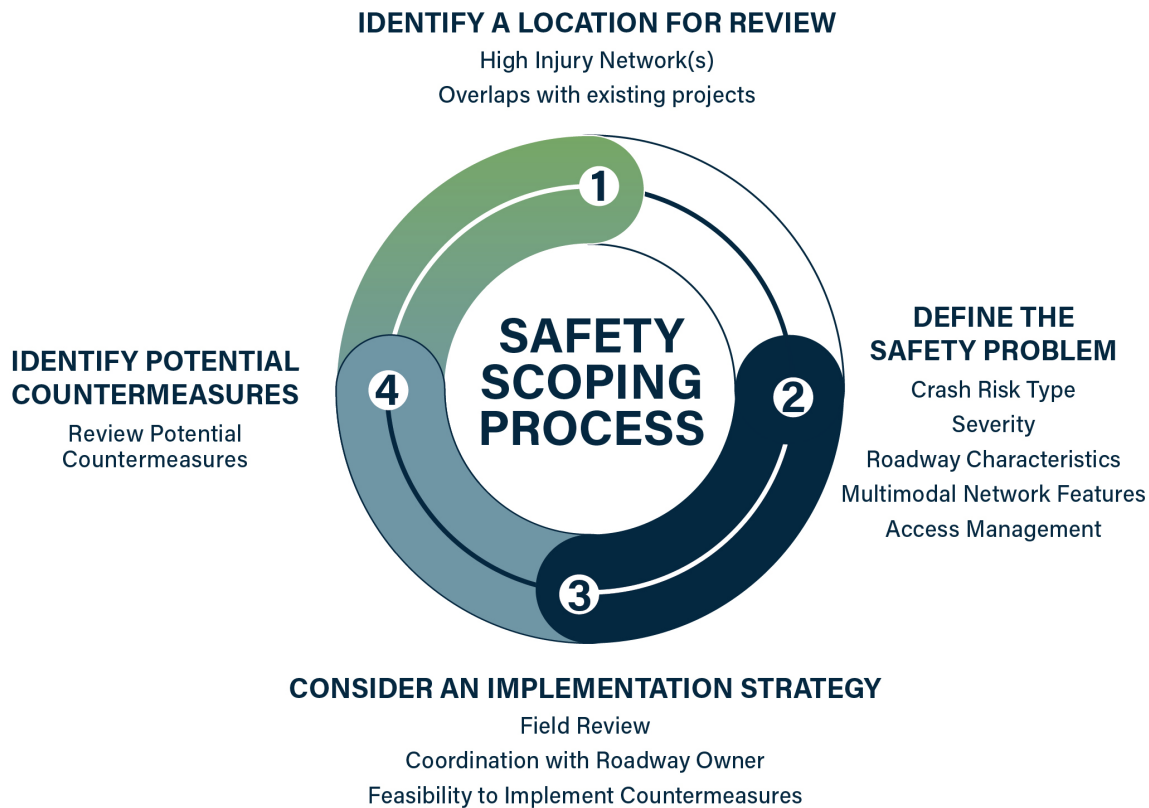 IDENTIFY A LOCATION FOR REVIEW
High Injury Network(s)
Overlaps with existing projects
1
SAFETY
SCOPING
PROCESS
2
DEFINE THE
SAFETY PROBLEM
Crash Risk Type
Severity
Roadway Characteristics
Multimodal Network Features
Access Management
3
CONSIDER AN IMPLEMENTATION STRATEGY
Field Review
Coordination with Roadway Owner
Feasibility to Implement Countermeasures
4
IDENTIFY POTENTIAL
COUNTERMEASURES
Review Potential
Countermeasures